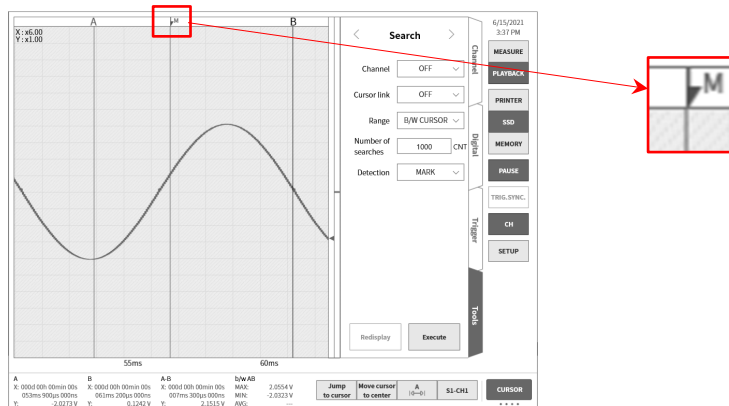 A
M
B
X : x6.00
Y : x1.00
55ms
60ms
Search
Channel OFF
Cursor link OFF
Range B/W CURSOR
Number of searches 1000 CNT
Detection MARK
Redisplay Execute
Channel
Digital
Trigger
Tools
6/15/2021
3:37 PM
MEASURE
PLAYBACK
PRINTER
SSD
MEMORY
PAUSE
TRIG.SYNC.
CH
SETUP
M
A B A-B b/w AB
X: 000d 00h 00min 00s X: 000d 00h 00min 00s X: 000d 00h 00min 00s MAX: 2.0554 V
053ms 900µs 000ns 061ms 200µs 000ns 007ms 300µs 000ns MIN: -2.0323 V
Y: -2.0273 V Y: 0.1242 V Y: 2.1515 V AVG: ---
Jump to cursor
Move cursor to center
A
S1-CH1
CURSOR